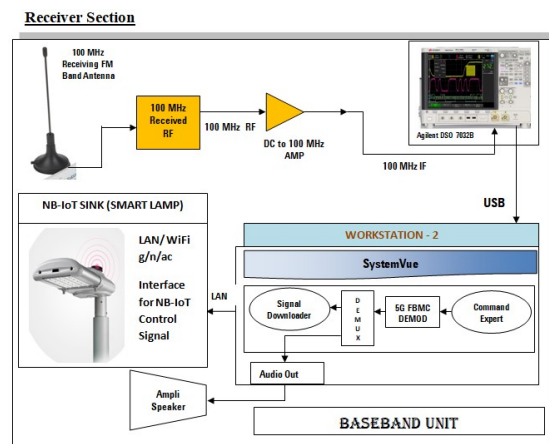 Receiver Section
100 MHz
Receiving FM
Band Antenna
100 MHz
Received
RF
100 MHz RF
DC to 100 MHz
AMP
100 MHz IF
Agilent DSO 7032B
USB
NB-IoT SINK (SMART LAMP)
LAN/ WiFi
g/n/ac
Interface
for NB-IoT
Control
Signal
LAN
WORKSTATION - 2
SystemVue
Signal
Downloader
D
E
M
U
X
5G FBMC
DEMOD
Command
Expert
Audio Out
Ampli
Speaker
BASEBAND UNIT